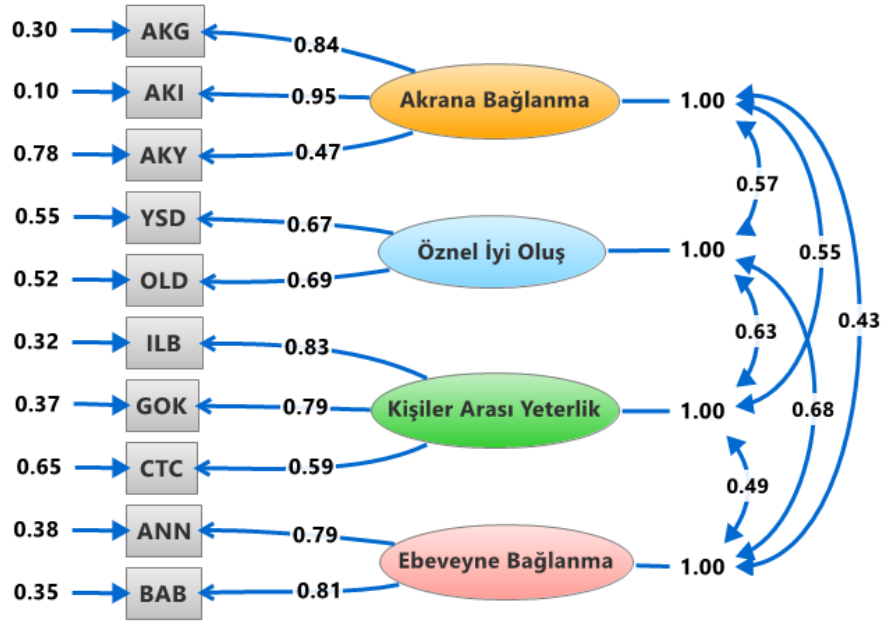 0.30 AKG 0.84
0.10 AKI 0.95 Akrana Bağlanma 1.00
0.78 AKY 0.47
0.57
0.55 YSD 0.67
0.52 OLD 0.69 Öznel İyi Oluş 1.00 0.55
0.63 0.43
0.32 ILB 0.83
0.37 GOK 0.79 Kişiler Arası Yeterlik 1.00 0.68
0.65 CTC 0.59
0.49
0.38 ANN 0.79
Ebeveyne Bağlanma 1.00
0.35 BAB 0.81